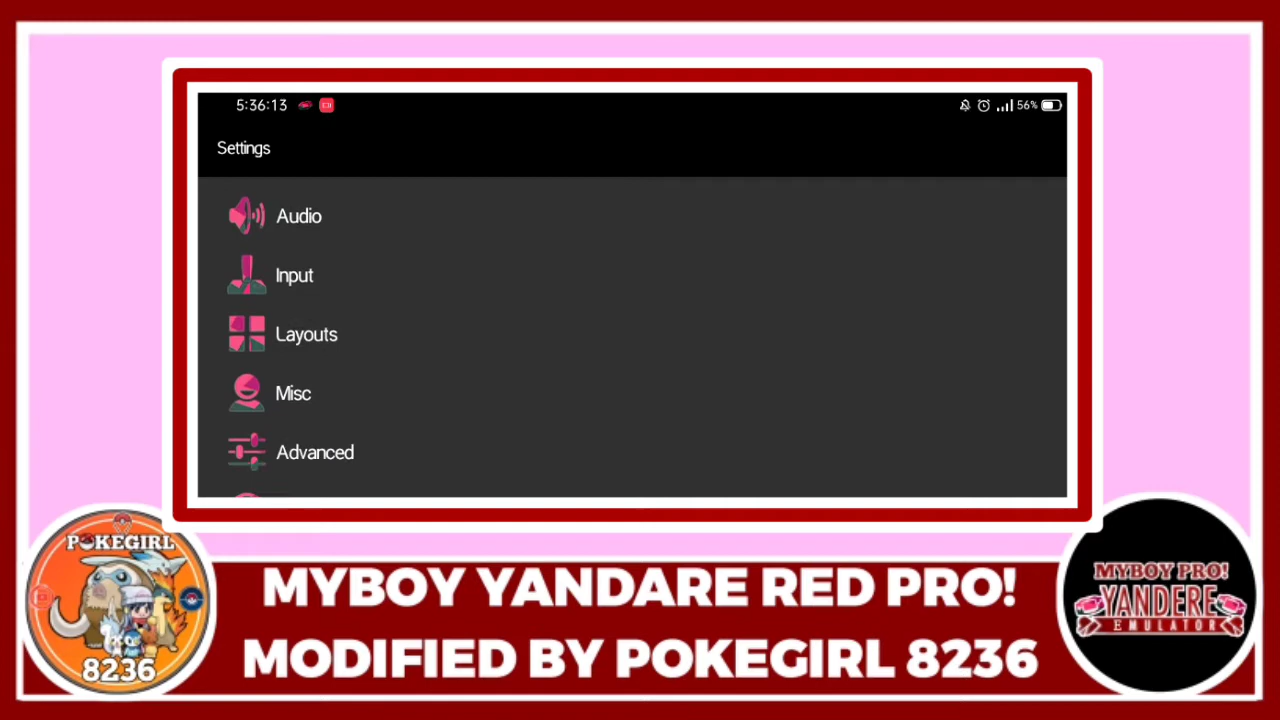 5:36:13
56%
Settings
Audio
Input
Layouts
Misc
Advanced
POKEGIRL
8236
MYBOY YANDARE RED PRO!
MODIFIED BY POKEGIRL 8236
MYBOY PRO!
YANDERE
EMULATOR